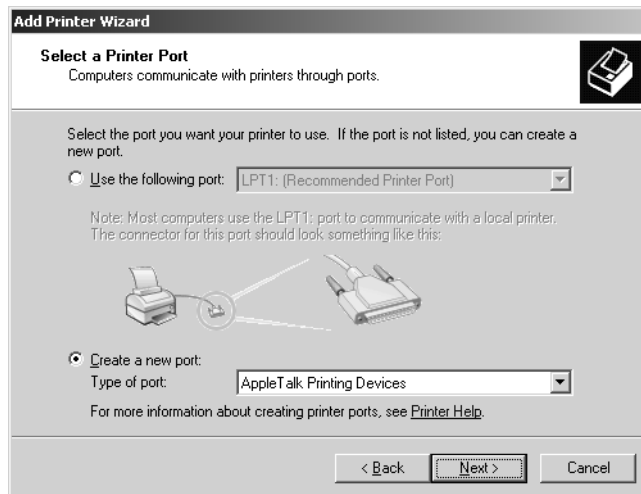 Add Printer Wizard
Select a Printer Port
Computers communicate with printers through ports.
Select the port you want your printer to use. If the port is not listed, you can create a
new port.
Use the following port: LPT1: (Recommended Printer Port)
Note: Most computers use the LPT1: port to communicate with a local printer.
The connector for this port should look something like this:
Create a new port:
Type of port: AppleTalk Printing Devices
For more information about creating printer ports, see Printer Help.
< Back Next > Cancel